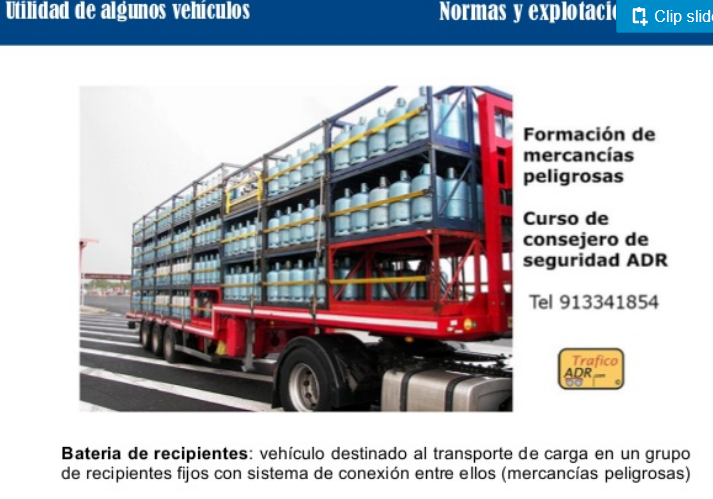 Utilidad de algunos vehículos
Normas y explotació
Clip slide
Formación de
mercancías
peligrosas
Curso de
consejero de
seguridad ADR
Tel 913341854
Trafico
ADR.com
Bateria de recipientes: vehículo destinado al transporte de carga en un grupo
de recipientes fijos con sistema de conexión entre ellos (mercancías peligrosas)